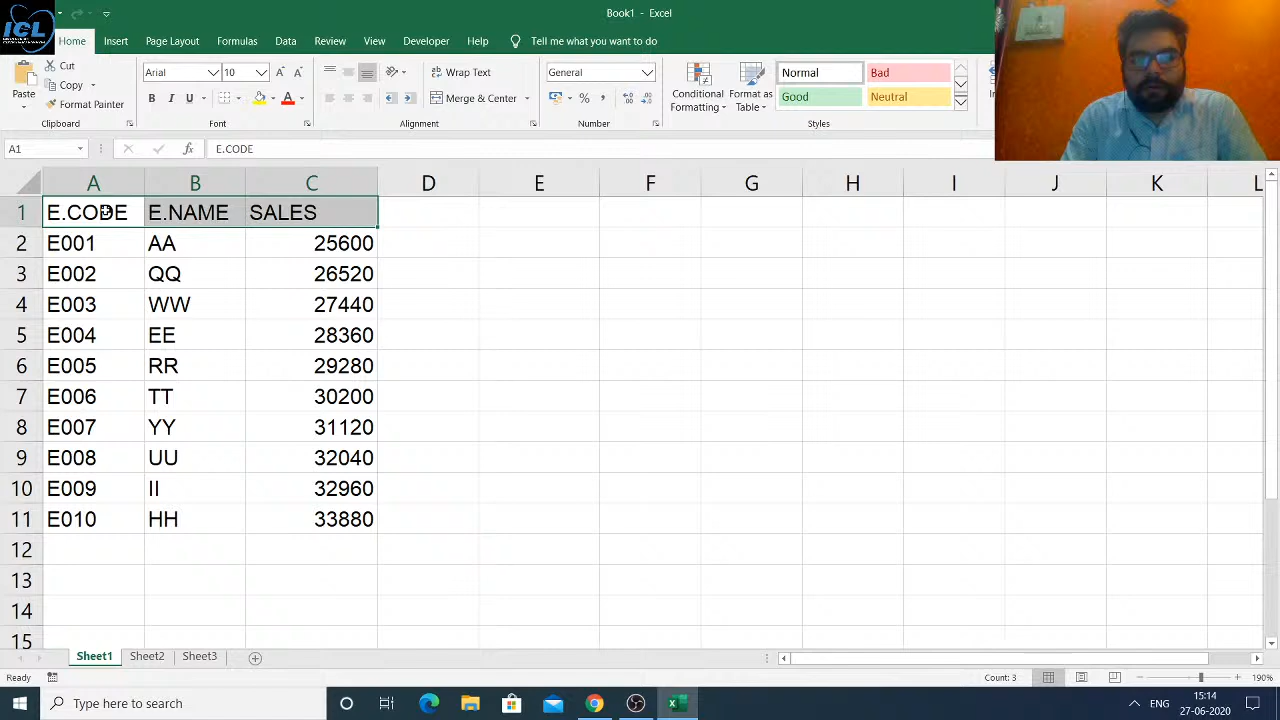 ICL
Book1 - Excel
Home Insert Page Layout Formulas Data Review View Developer Help Tell me what you want to do
Paste
Cut
Copy
Format Painter
Clipboard
Arial 10
B I U A
Font
Wrap Text
Merge & Center
Alignment
General
% ,
Number
Conditional Formatting
Format as Table
Normal Bad
Good Neutral
Styles
A1 fx E.CODE
A B C D E F G H I J K L
1 E.CODE E.NAME SALES
2 E001 AA 25600
3 E002 QQ 26520
4 E003 WW 27440
5 E004 EE 28360
6 E005 RR 29280
7 E006 TT 30200
8 E007 YY 31120
9 E008 UU 32040
10 E009 II 32960
11 E010 HH 33880
12
13
14
15
Sheet1 Sheet2 Sheet3
Ready Count: 3 190%
Type here to search
ENG
15:14
27-06-2020